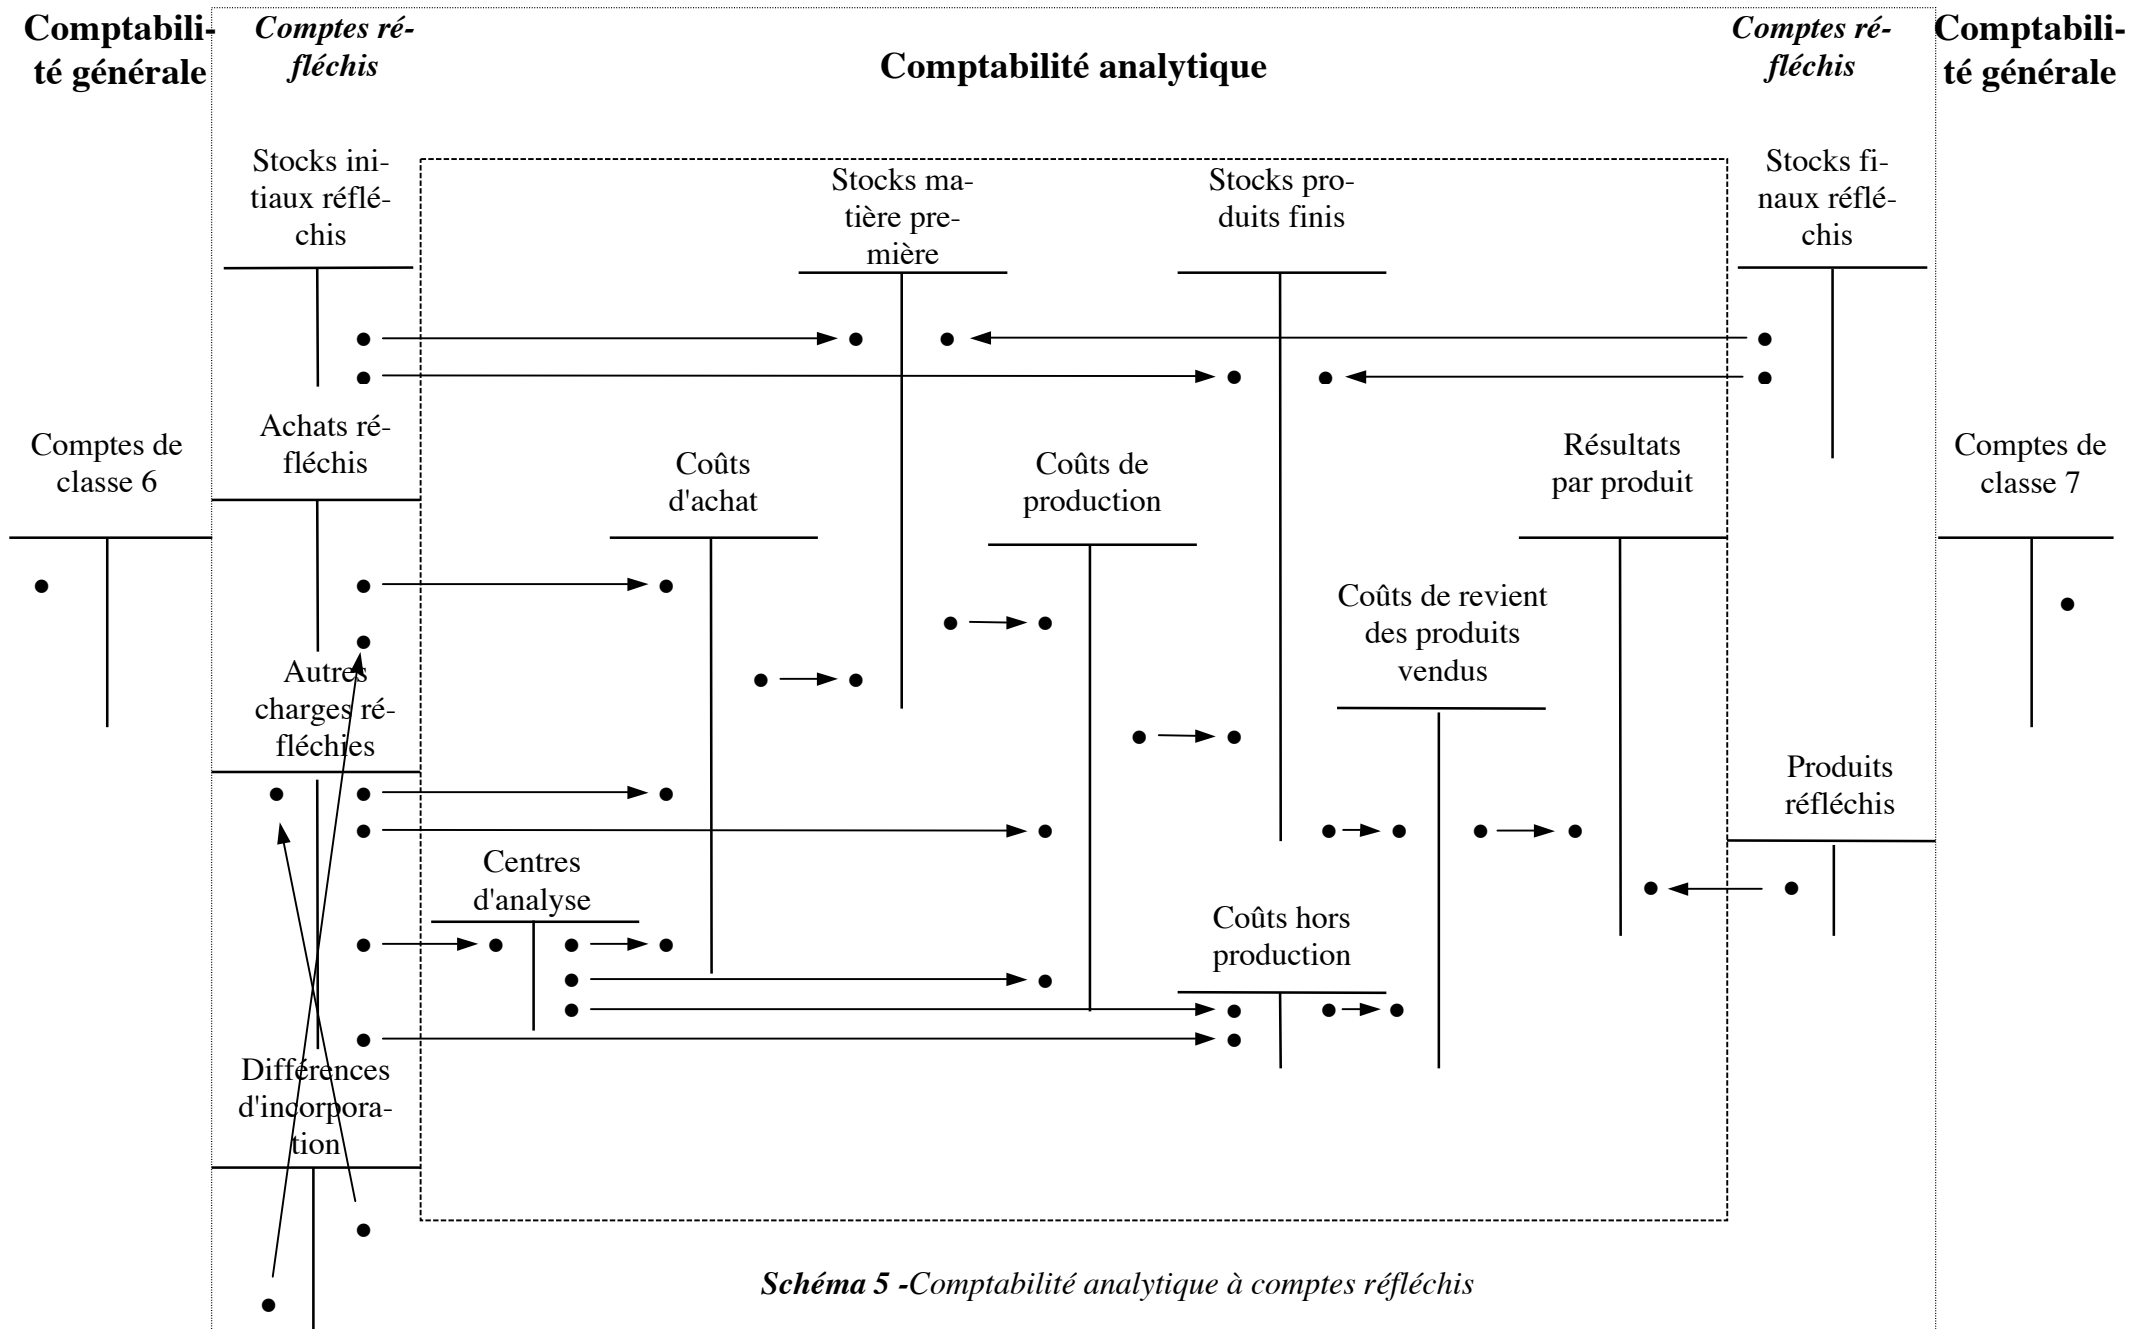 Comptabili-
té générale
Comptes ré-
fléchis
Comptabilité analytique
Comptes ré-
fléchis
Comptabili-
té générale
Stocks ini-
tiaux réflé-
chis
Stocks ma-
tière pre-
mière
Stocks pro-
duits finis
Stocks fi-
naux réflé-
chis
Comptes de
classe 6
Achats ré-
fléchis
Coûts
d'achat
Coûts de
production
Résultats
par produit
Comptes de
classe 7
Coûts de revient
des produits
vendus
Autres
charges ré-
fléchies
Produits
réfléchis
Centres
d'analyse
Coûts hors
production
Différences
d'incorpora-
tion
Schéma 5 -Comptabilité analytique à comptes réfléchis